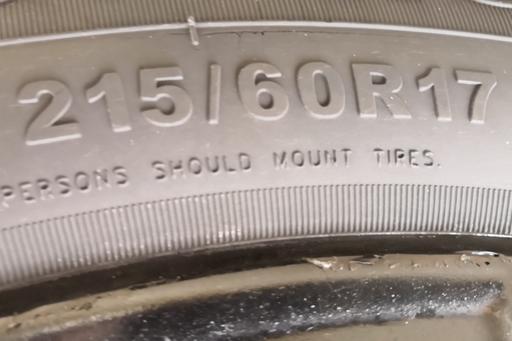 215/60R17
PERSONS SHOULD MOUNT TIRES.